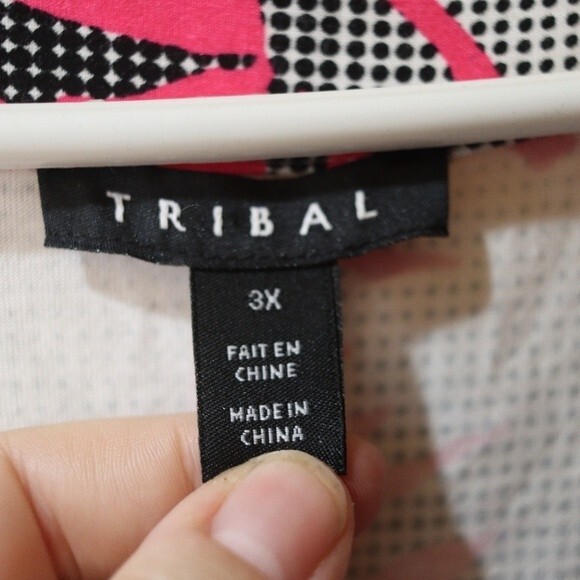 TRIBAL
3X
FAIT EN
CHINE
MADE IN
CHINA